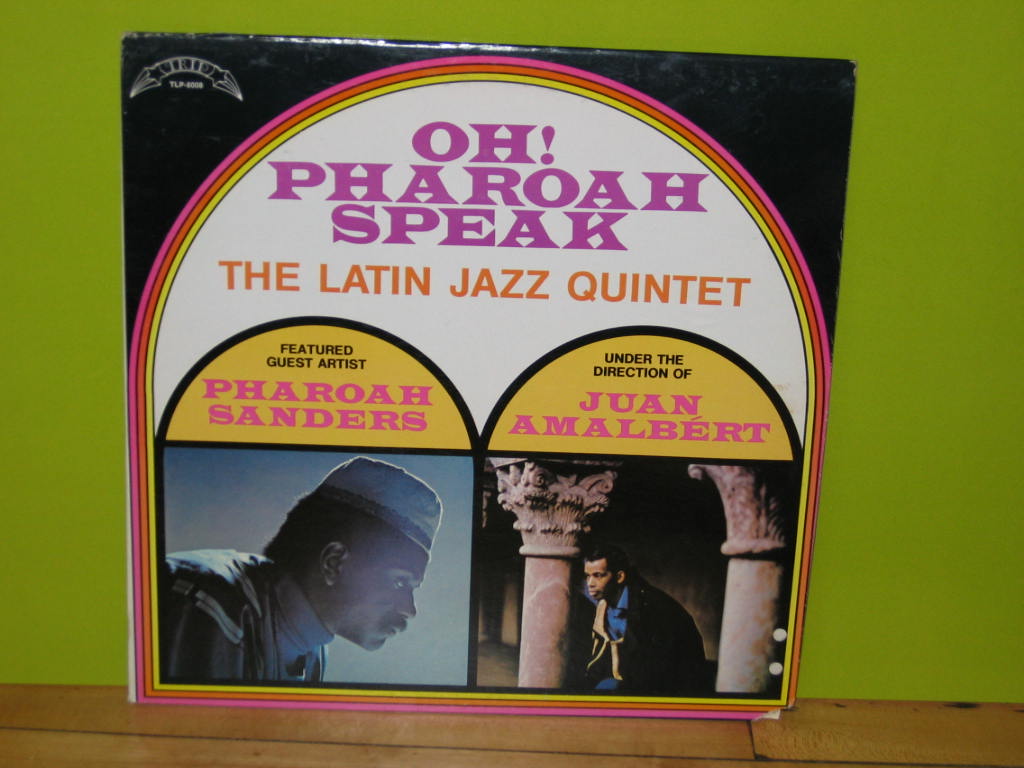 TRIP
TLP-8008
OH!
PHAROAH
SPEAK
THE LATIN JAZZ QUINTET
FEATURED
GUEST ARTIST
PHAROAH
SANDERS
UNDER THE
DIRECTION OF
JUAN
AMALBÉRT